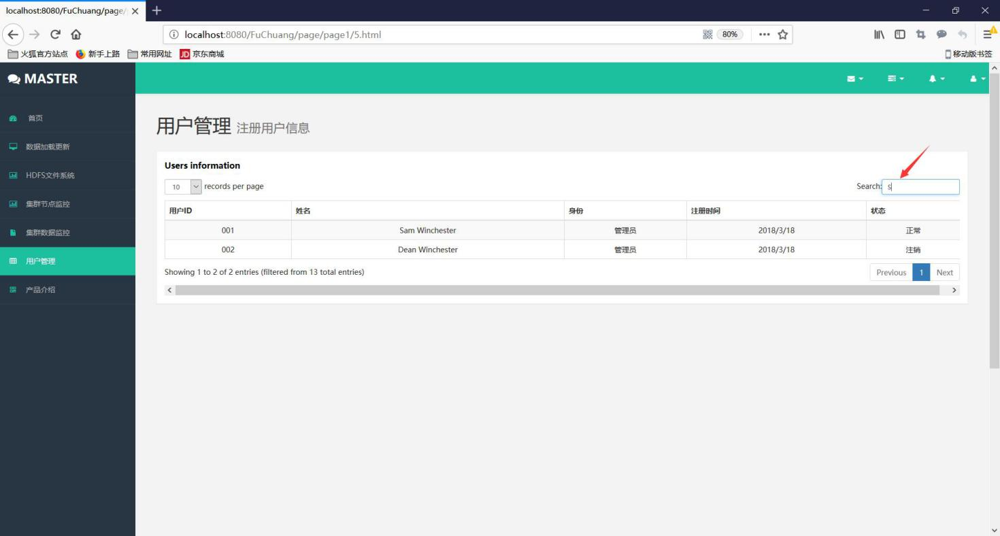 localhost:8080/FuChuang/page/
localhost:8080/FuChuang/page/page1/5.html
80%
火狐官方站点 新手上路 常用网址 JD 京东商城
移动版书签
MASTER
首页
数据加载更新
HDFS文件系统
集群节点监控
集群数据监控
用户管理
产品介绍
用户管理 注册用户信息
Users information
10 records per page
Search: s
用户ID 姓名 身份 注册时间 状态
001 Sam Winchester 管理员 2018/3/18 正常
002 Dean Winchester 管理员 2018/3/18 注销
Showing 1 to 2 of 2 entries (filtered from 13 total entries)
Previous 1 Next